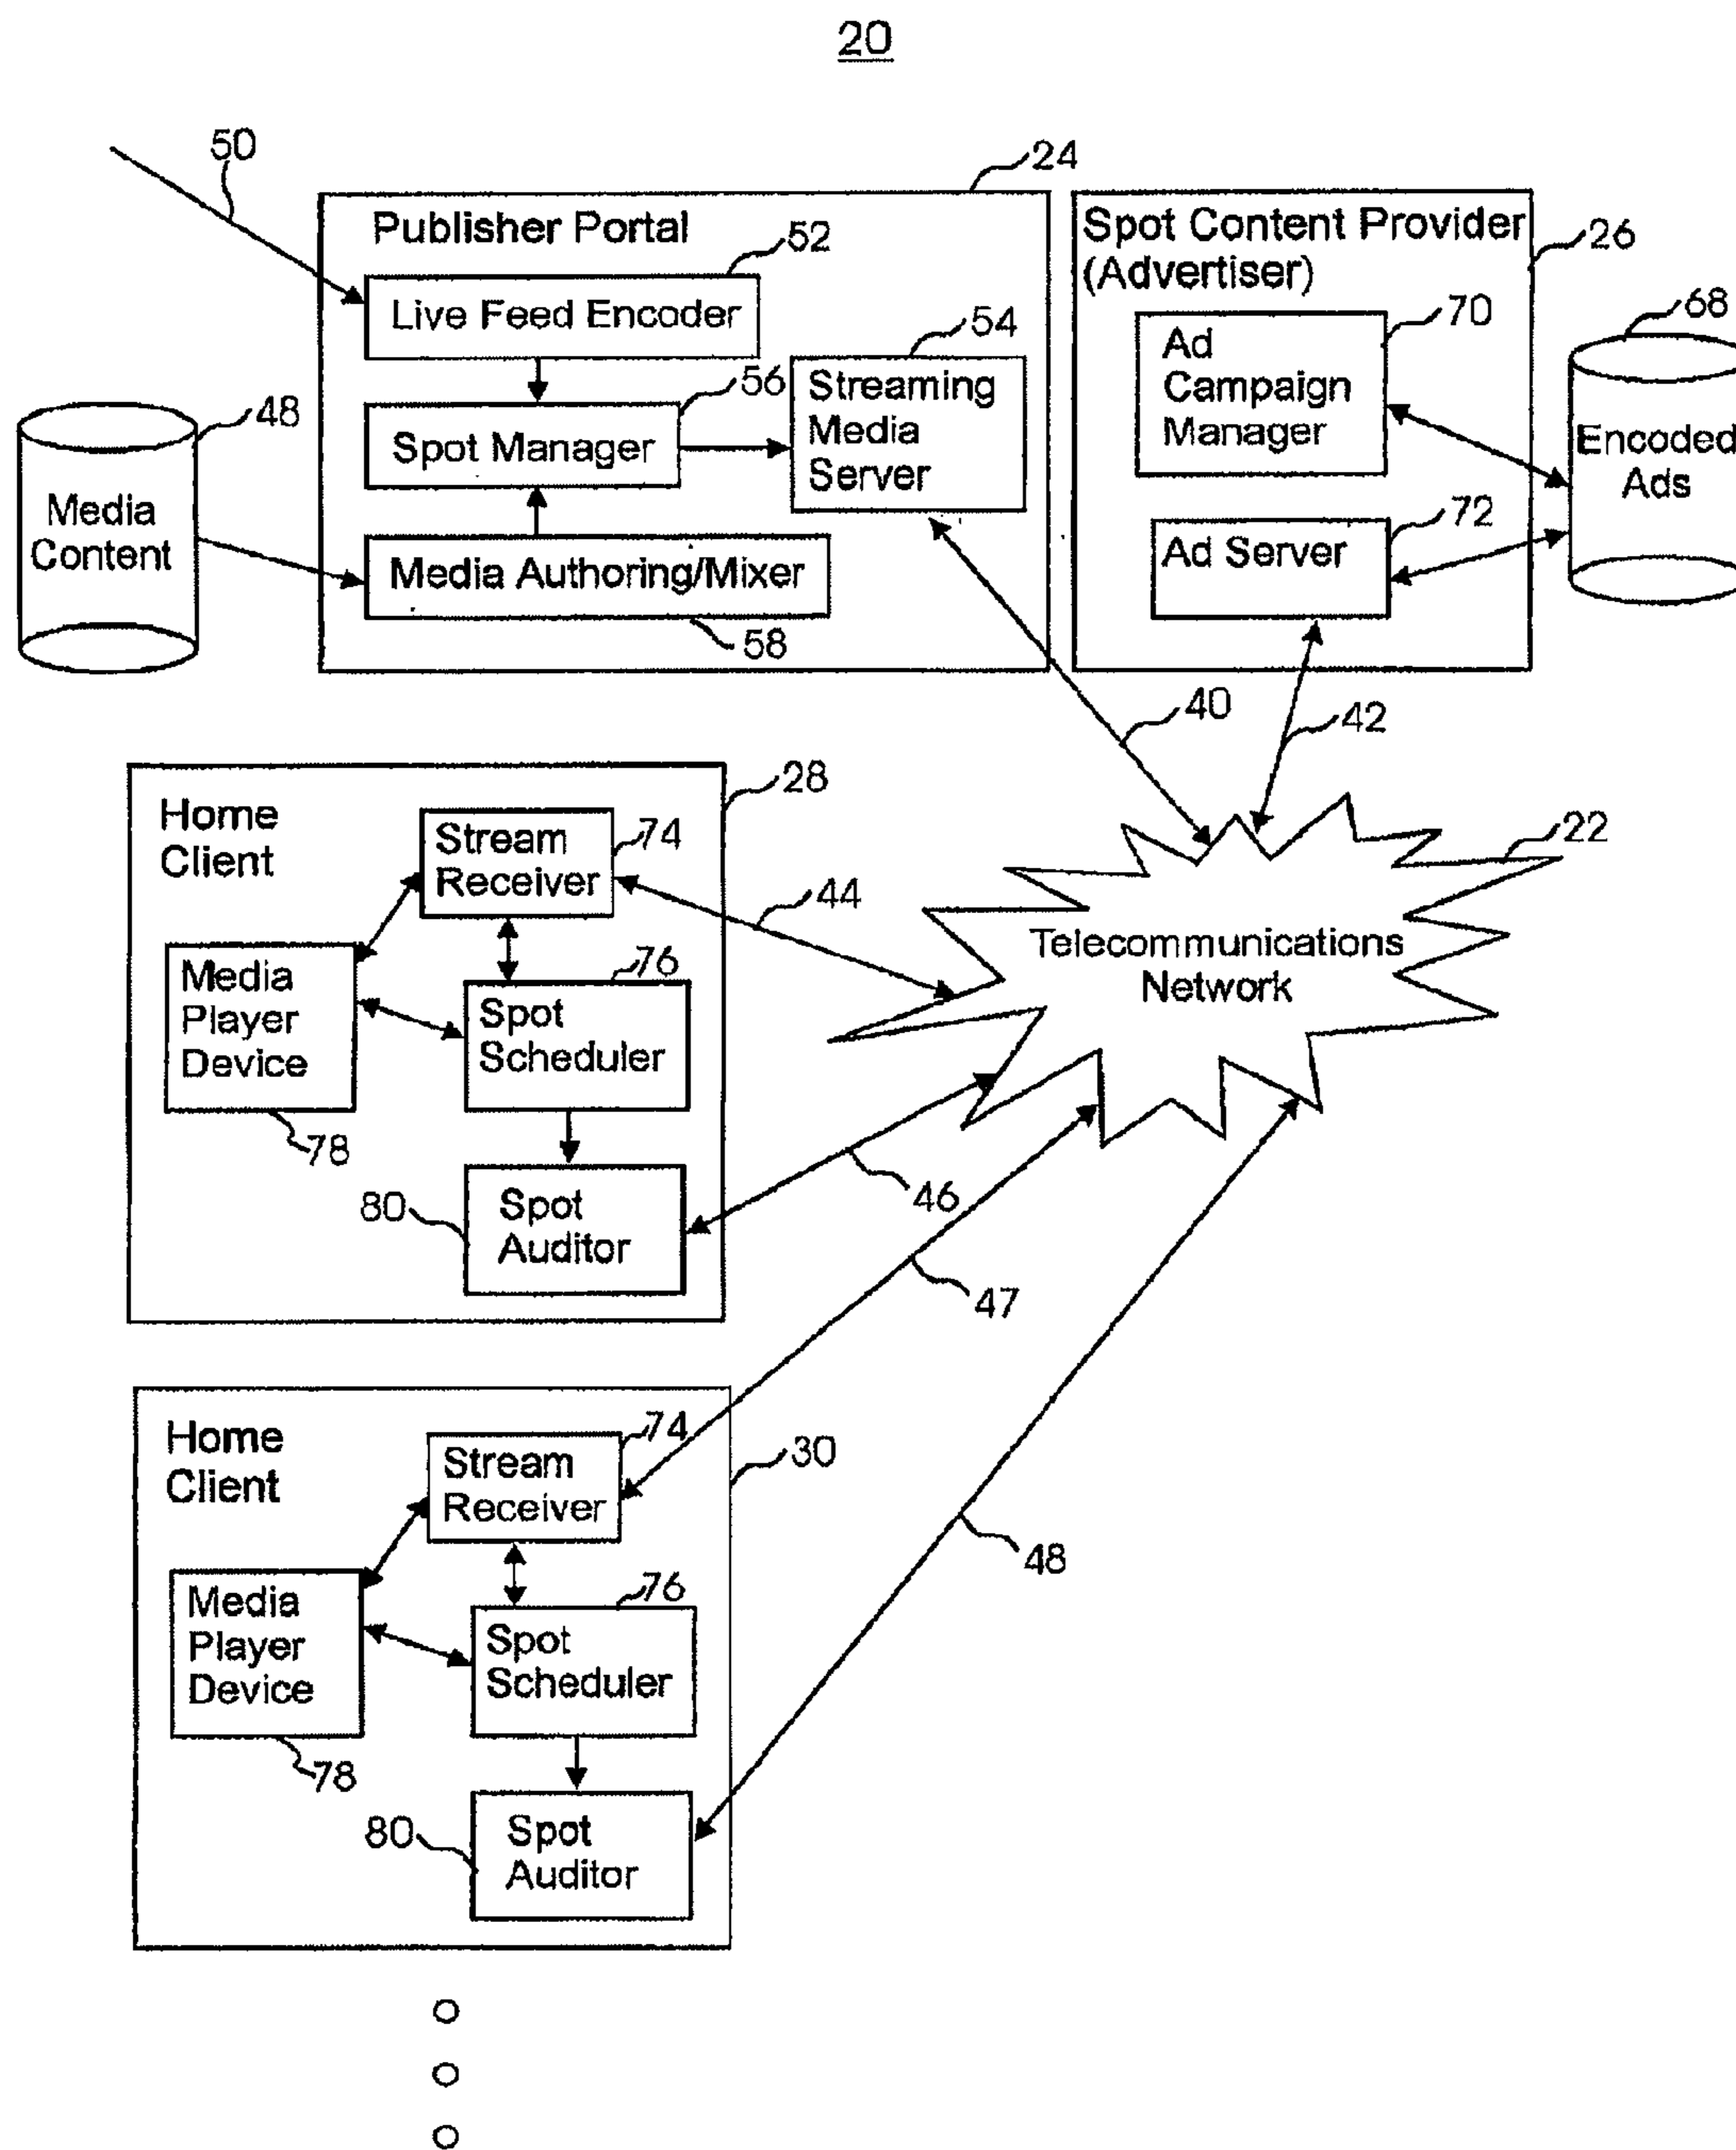 20
50
24
Publisher Portal
52
Live Feed Encoder
54
56
Streaming
Media
Server
Spot Manager
Media Authoring/Mixer
58
48
Media
Content
Spot Content Provider
(Advertiser)
26
70
Ad
Campaign
Manager
68
Encoded
Ads
72
Ad Server
40
42
22
Telecommunications
Network
28
Home
Client
74
Stream
Receiver
44
76
Media
Player
Device
Spot
Scheduler
78
80
Spot
Auditor
46
47
30
Home
Client
74
Stream
Receiver
48
76
Media
Player
Device
Spot
Scheduler
78
80
Spot
Auditor